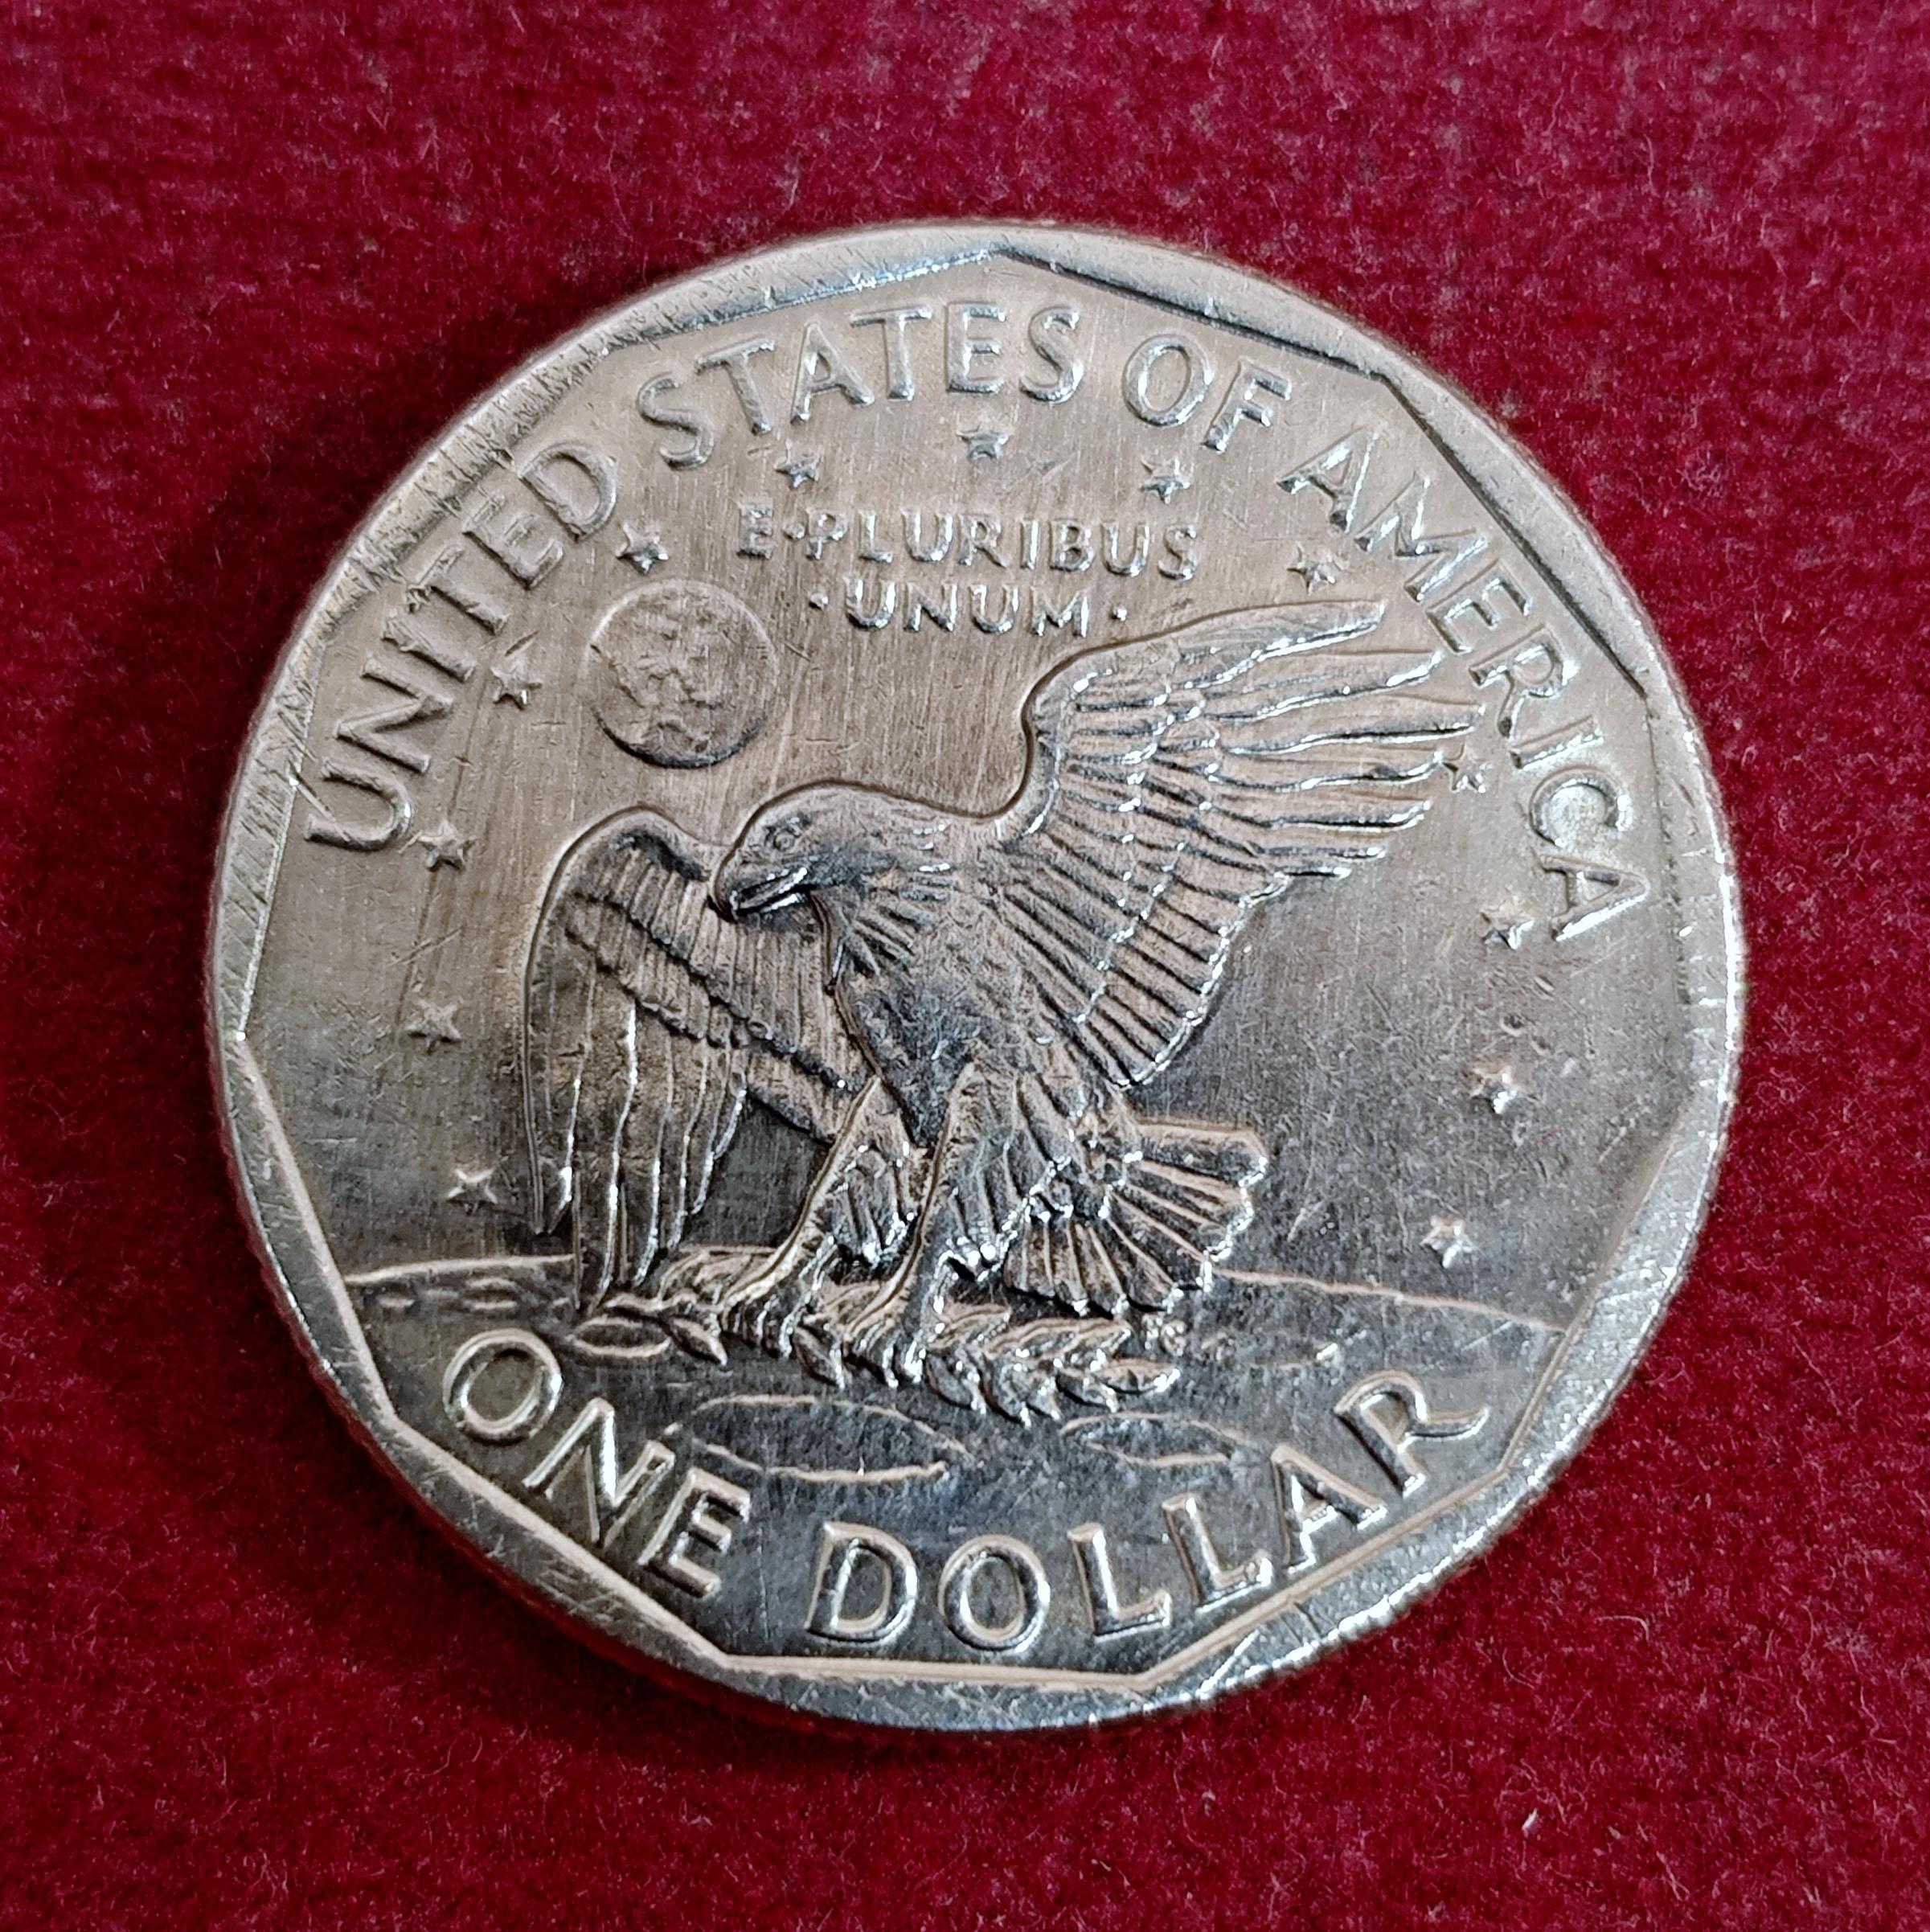 UNITED STATES OF AMERICA
E·PLURIBUS
·UNUM·
ONE DOLLAR